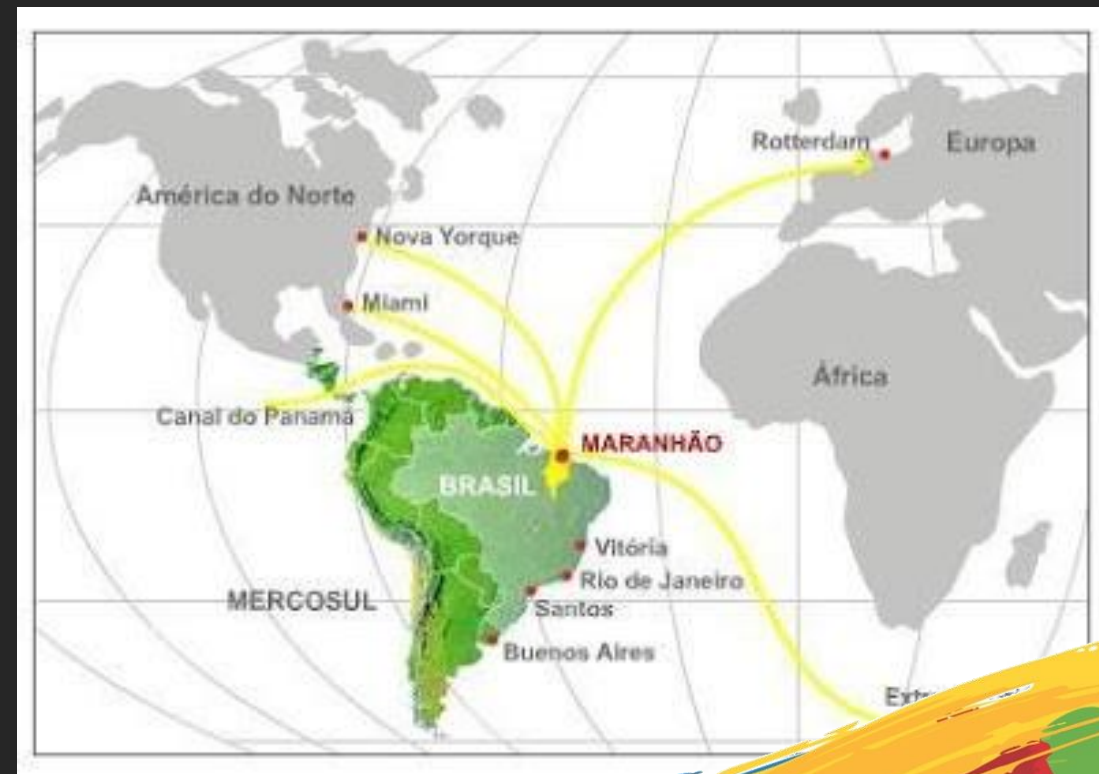 Rotterdam
Europa
América do Norte
Nova Yorque
Miami
África
Canal do Panamá
MARANHÃO
BRASIL
Vitória
Rio de Janeiro
MERCOSUL
Santos
Buenos Aires